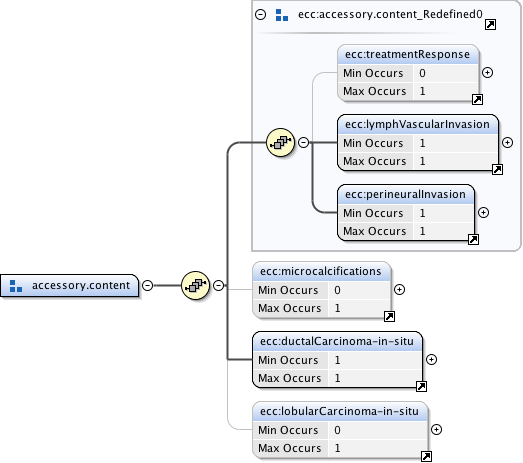 ecc:accessory.content_Redefined0
ecc:treatmentResponse
Min Occurs 0
Max Occurs 1
ecc:lymphVascularInvasion
Min Occurs 1
Max Occurs 1
ecc:perineuralInvasion
Min Occurs 1
Max Occurs 1
accessory.content
ecc:microcalcifications
Min Occurs 0
Max Occurs 1
ecc:ductalCarcinoma-in-situ
Min Occurs 1
Max Occurs 1
ecc:lobularCarcinoma-in-situ
Min Occurs 0
Max Occurs 1